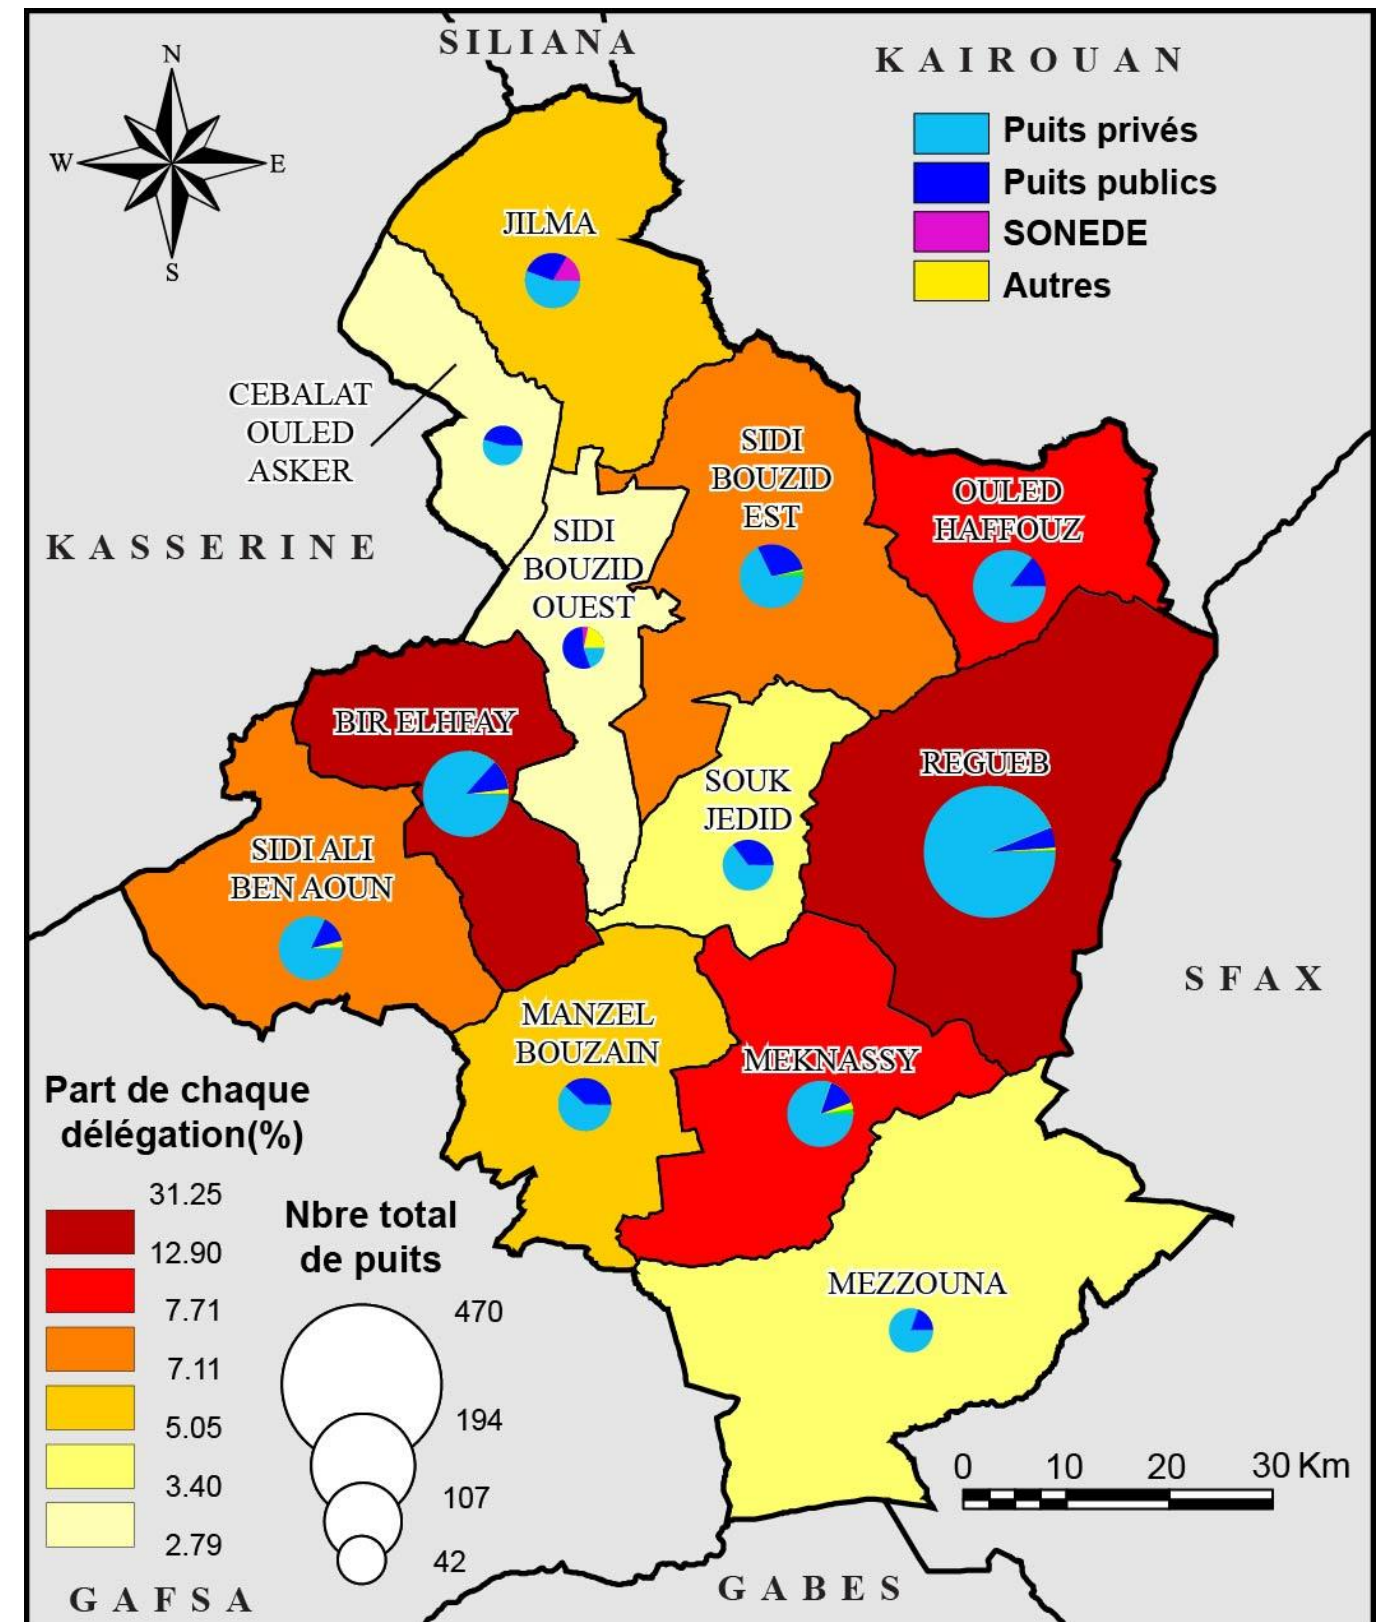 SILIANA
KAIROUAN
N
W
E
S
Puits privés
Puits publics
SONEDE
Autres
JILMA
CEBALAT
OULED
ASKER
SIDI
BOUZID
EST
OULED
HAFFOUZ
KASSERINE
SIDI
BOUZID
OUEST
BIR ELHFAY
REGUEB
SOUK
JEDID
SIDI ALI
BEN AOUN
SFAX
MANZEL
BOUZAIN
MEKNASSY
MEZZOUNA
Part de chaque
délégation(%)
31.25
12.90
7.71
7.11
5.05
3.40
2.79
Nbre total
de puits
470
194
107
42
0 10 20 30 Km
GAFSA
GABES